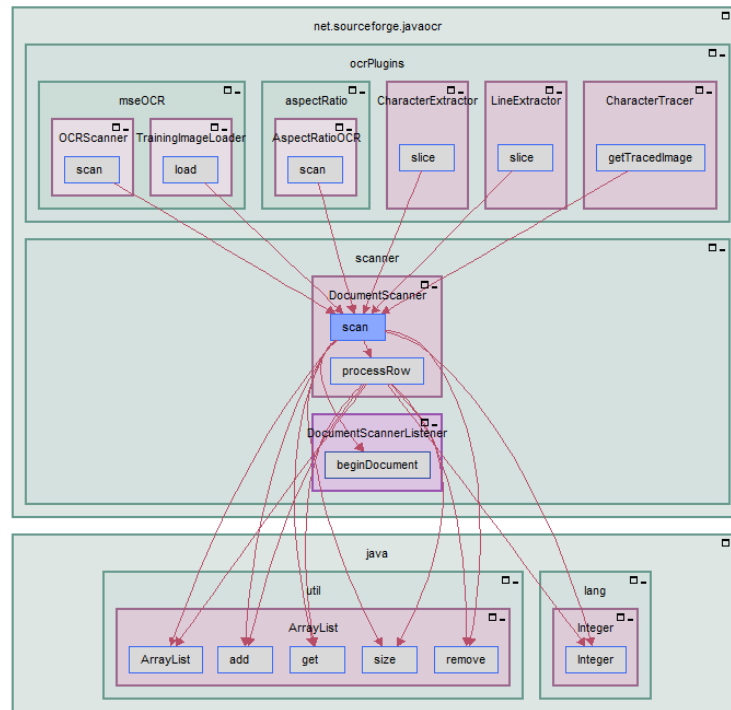 net.sourceforge.javaocr
ocrPlugins
mseOCR
aspectRatio
CharacterExtractor
LineExtractor
CharacterTracer
OCRScanner
TrainingImageLoader
AspectRatioOCR
scan
load
scan
slice
slice
getTracedImage
scanner
DocumentScanner
scan
processRow
DocumentScannerListener
beginDocument
java
util
lang
ArrayList
Integer
ArrayList
add
get
size
remove
Integer